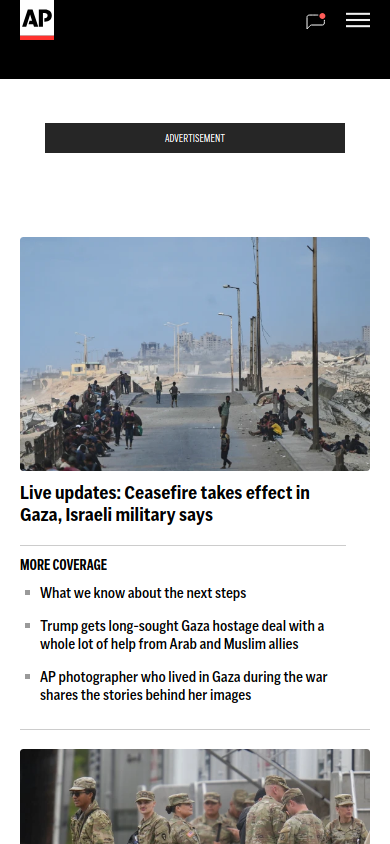 AP
ADVERTISEMENT
Live updates: Ceasefire takes effect in
Gaza, Israeli military says
MORE COVERAGE
What we know about the next steps
Trump gets long-sought Gaza hostage deal with a
whole lot of help from Arab and Muslim allies
AP photographer who lived in Gaza during the war
shares the stories behind her images